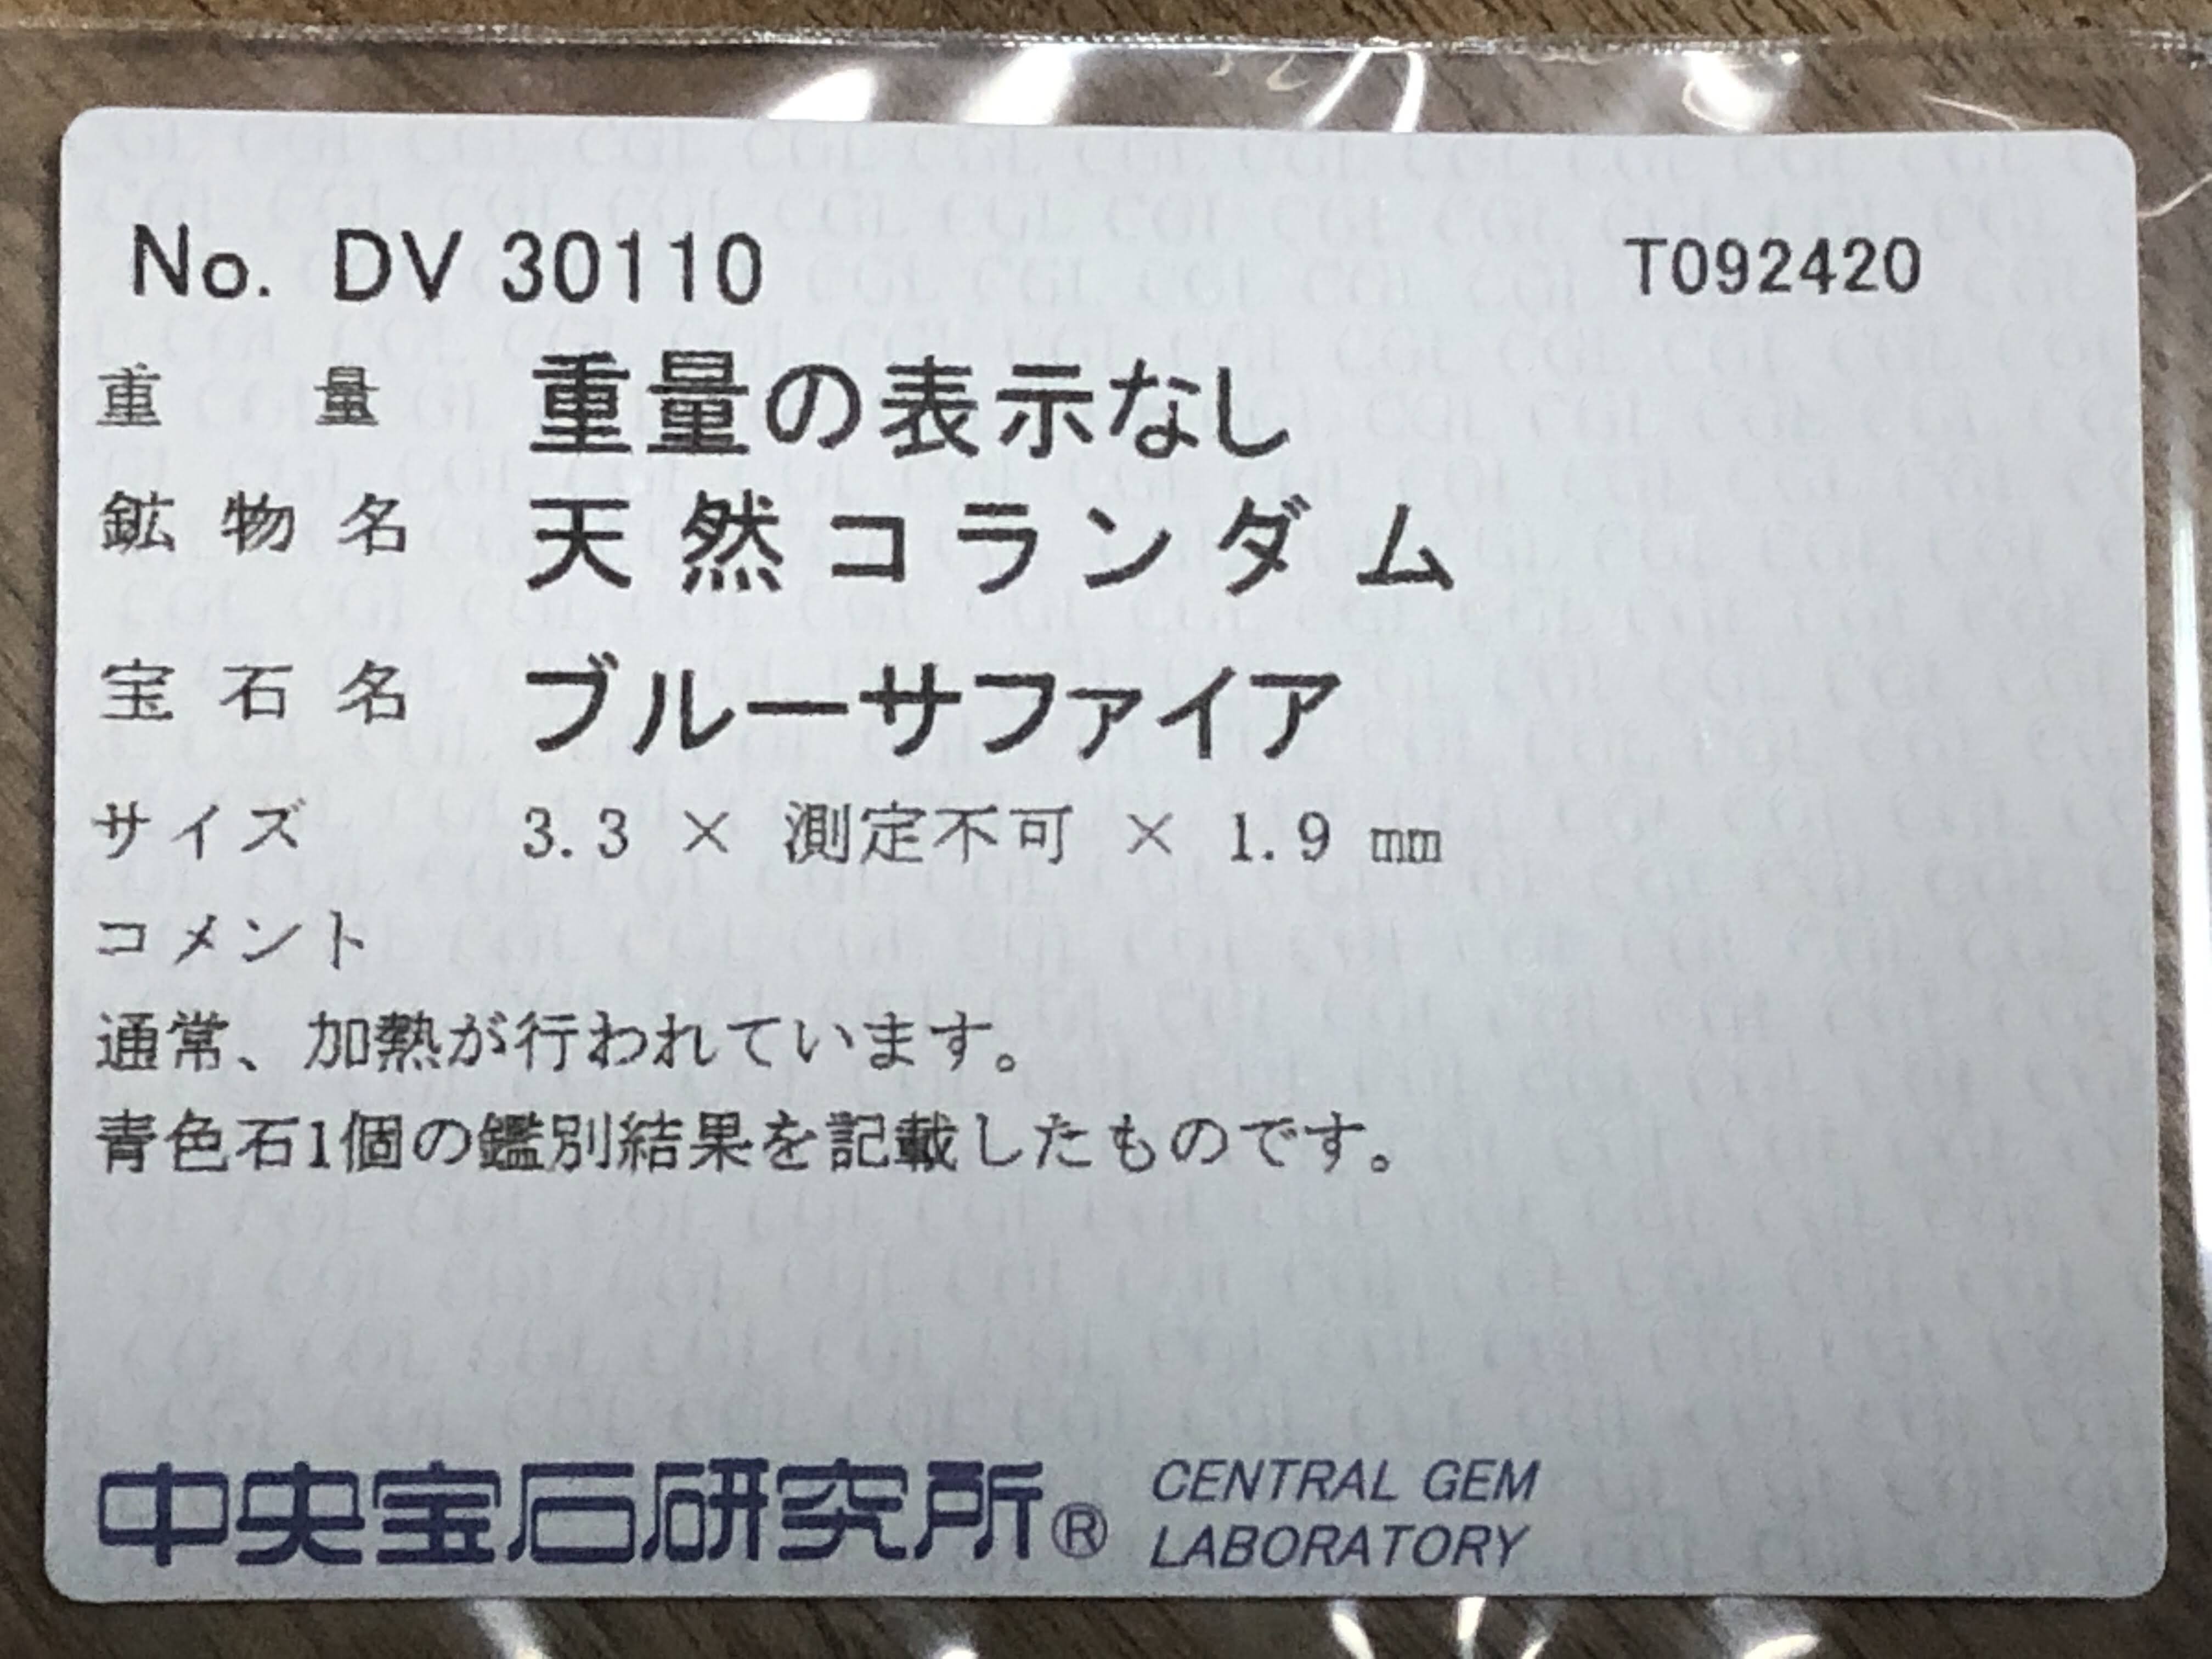 No. DV 30110 T092420
重量 重量の表示なし
鉱物名 天然コランダム
宝石名 ブルーサファイア
サイズ 3.3 × 測定不可 × 1.9 mm
コメント
通常、加熱が行われています。
青色石1個の鑑別結果を記載したものです。
中央宝石研究所® CENTRAL GEM
LABORATORY